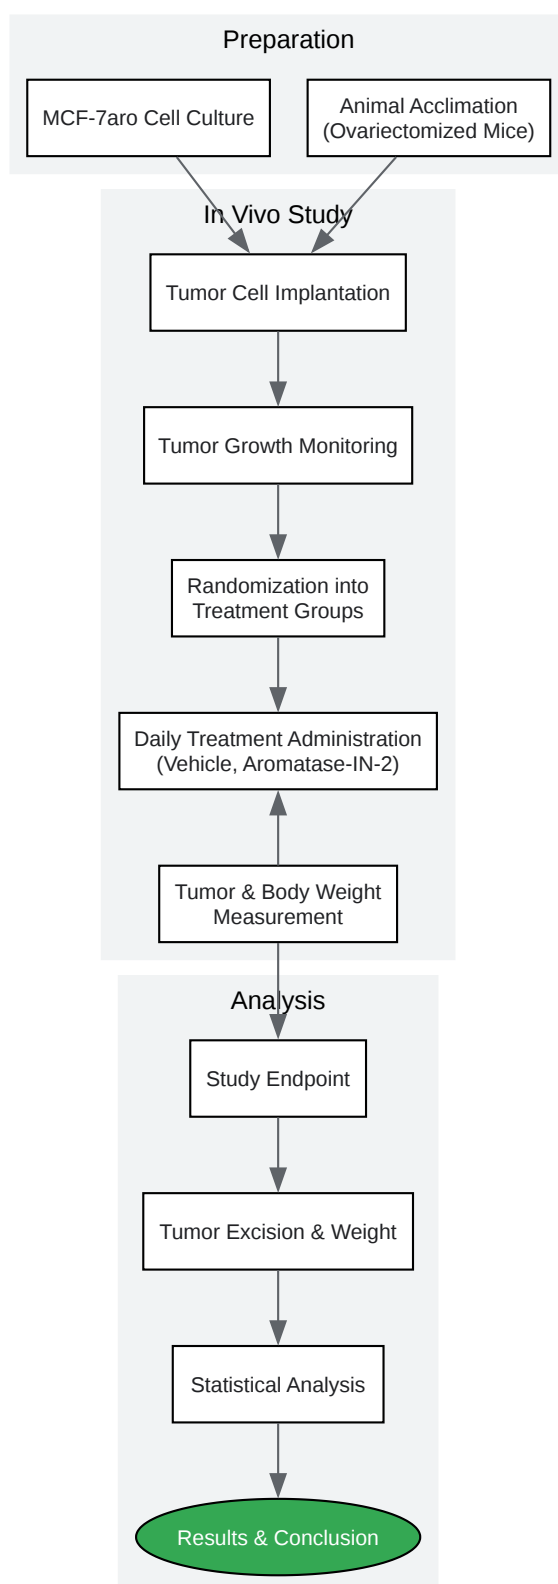 Preparation
MCF-7aro Cell Culture
Animal Acclimation
(Ovariectomized Mice)
In Vivo Study
Tumor Cell Implantation
Tumor Growth Monitoring
Randomization into
Treatment Groups
Daily Treatment Administration
(Vehicle, Aromatase-IN-2)
Tumor & Body Weight
Measurement
Analysis
Study Endpoint
Tumor Excision & Weight
Statistical Analysis
Results & Conclusion